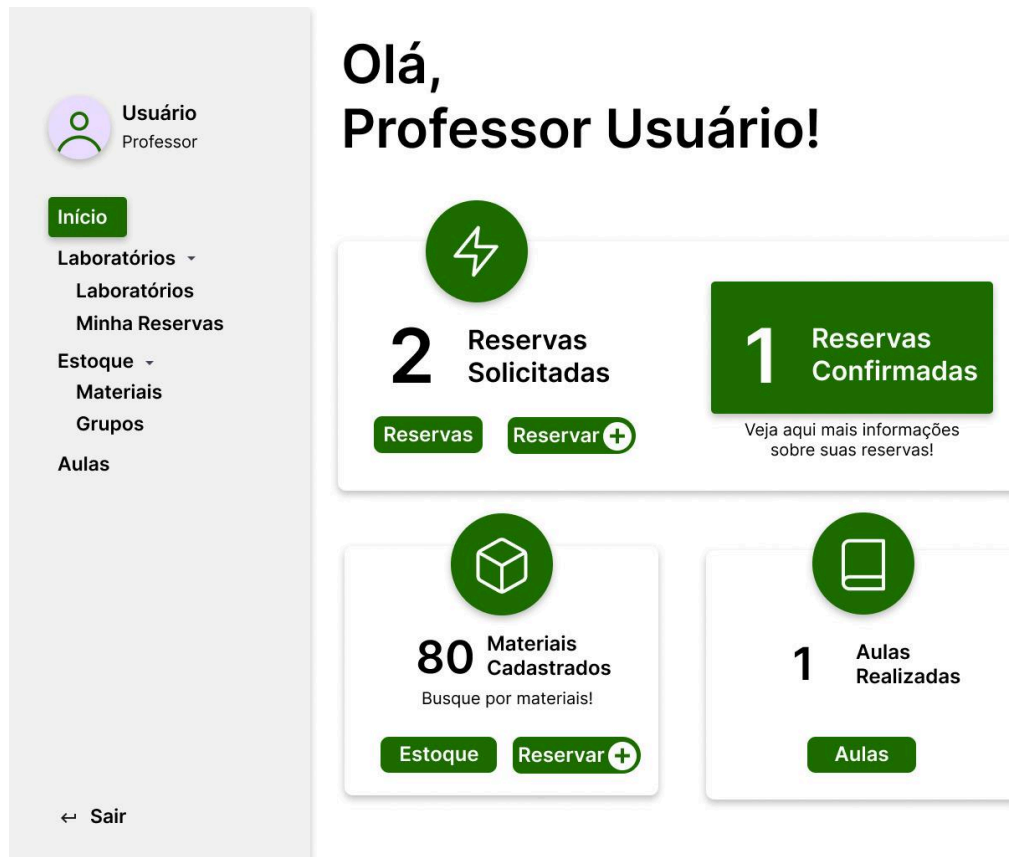 Usuário
Professor
Início
Laboratórios
Laboratórios
Minha Reservas
Estoque
Materiais
Grupos
Aulas
Sair
Olá,
Professor Usuário!
2
Reservas
Solicitadas
Reservas
Reservar
1
Reservas
Confirmadas
Veja aqui mais informações
sobre suas reservas!
80
Materiais
Cadastrados
Busque por materiais!
Estoque
Reservar
1
Aulas
Realizadas
Aulas